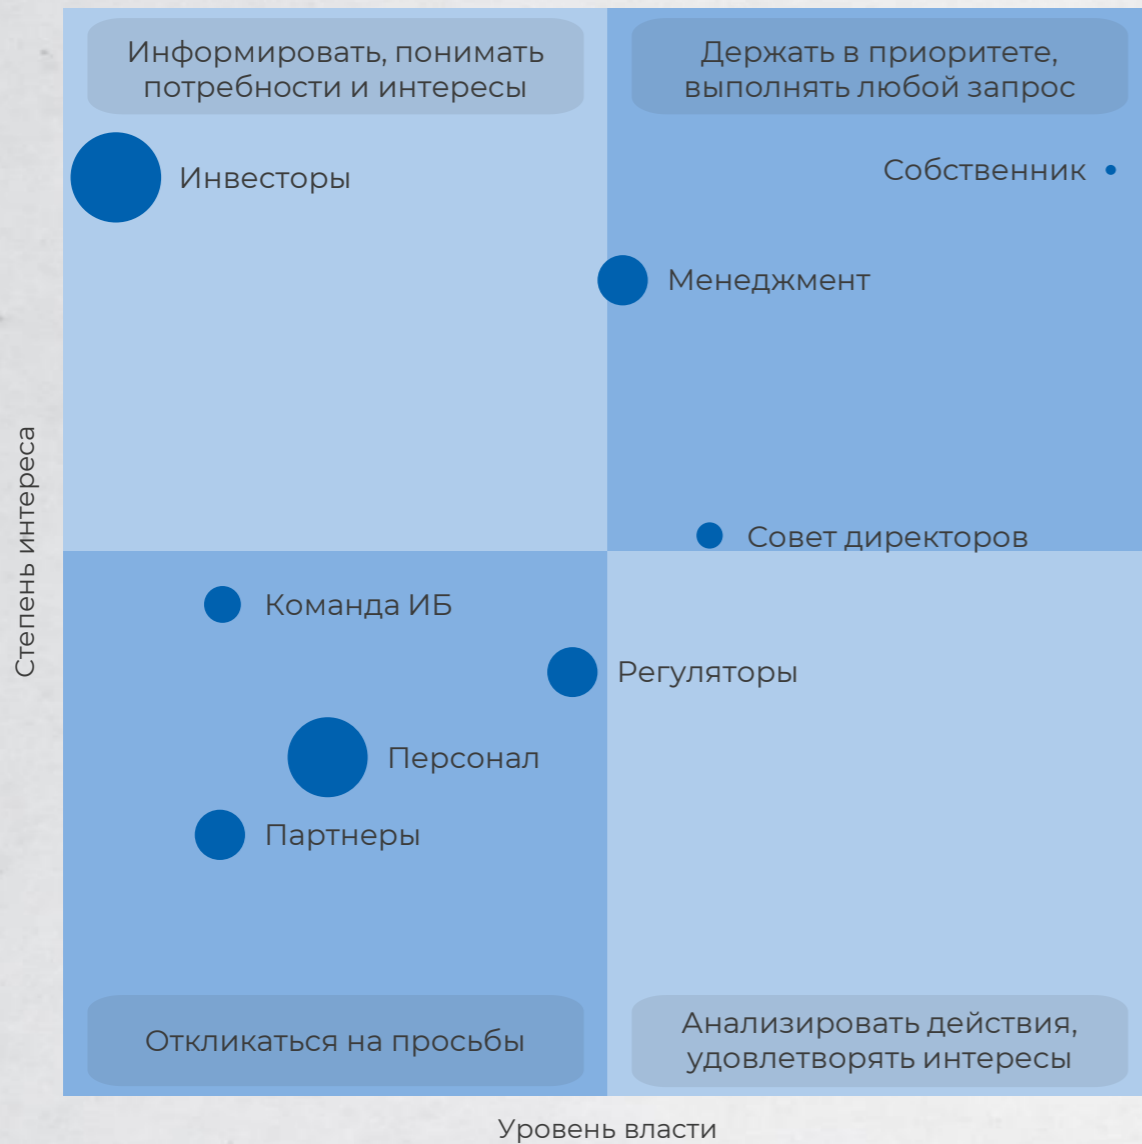 Информировать, понимать
потребности и интересы
Держать в приоритете,
выполнять любой запрос
Инвесторы
Собственник
Менеджмент
Совет директоров
Степень интереса
Команда ИБ
Регуляторы
Персонал
Партнеры
Откликаться на просьбы
Анализировать действия,
удовлетворять интересы
Уровень власти